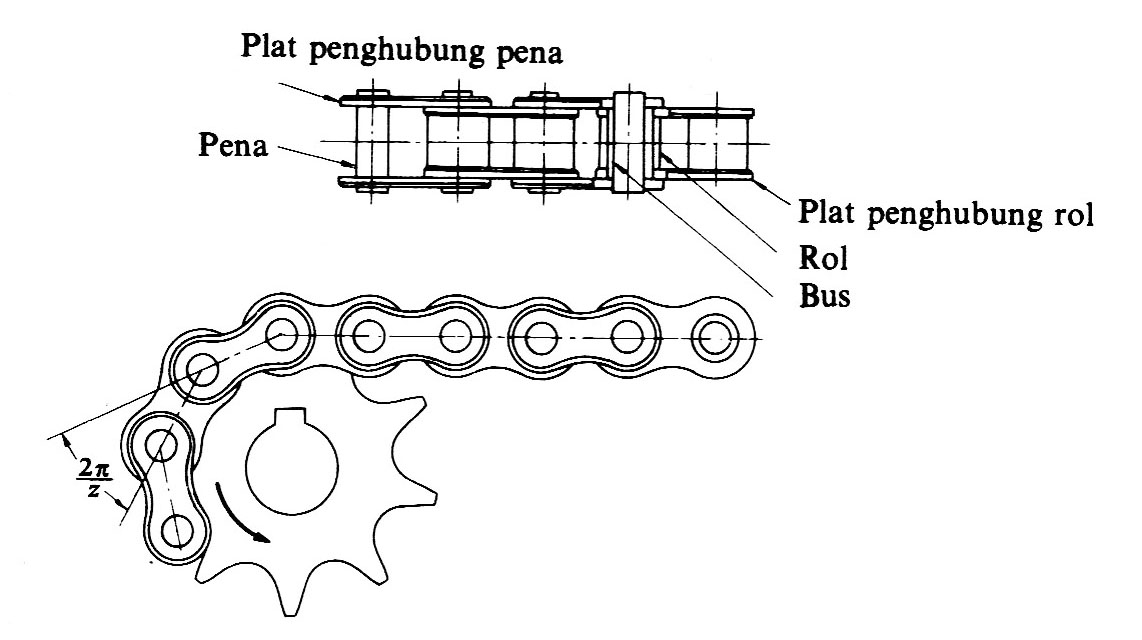 Plat penghubung pena
Pena
Plat penghubung rol
Rol
Bus
2π
z